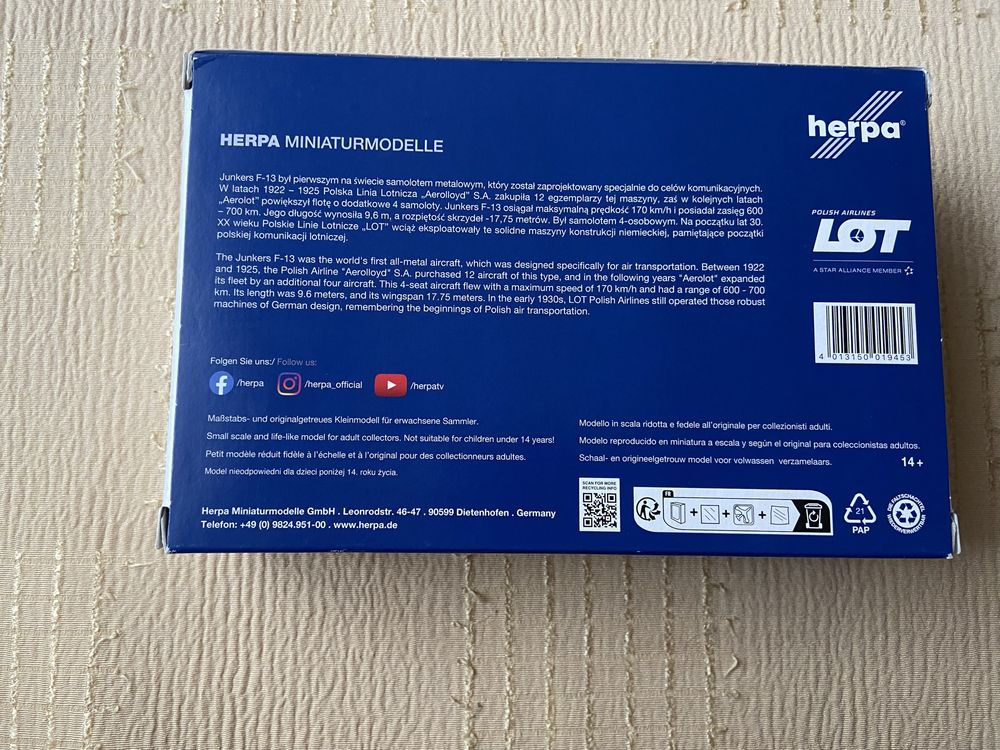 herpa®
HERPA MINIATURMODELLE
Junkers F-13 był pierwszym na świecie samolotem metalowym, który został zaprojektowany specjalnie do celów komunikacyjnych.
W latach 1922 – 1925 Polska Linia Lotnicza „Aerolloyd" S.A. zakupiła 12 egzemplarzy tej maszyny, zaś w kolejnych latach
„Aerolot" powiększył flotę o dodatkowe 4 samoloty. Junkers F-13 osiągał maksymalną prędkość 170 km/h i posiadał zasięg 600
– 700 km. Jego długość wynosiła 9,6 m, a rozpiętość skrzydeł -17,75 metrów. Był samolotem 4-osobowym. Na początku lat 30.
XX wieku Polskie Linie Lotnicze „LOT" wciąż eksploatowały te solidne maszyny konstrukcji niemieckiej, pamiętające początki
polskiej komunikacji lotniczej.
The Junkers F-13 was the world's first all-metal aircraft, which was designed specifically for air transportation. Between 1922
and 1925, the Polish Airline "Aerolloyd" S.A. purchased 12 aircraft of this type, and in the following years "Aerolot" expanded
its fleet by an additional four aircraft. This 4-seat aircraft flew with a maximum speed of 170 km/h and had a range of 600 - 700
km. Its length was 9.6 meters, and its wingspan 17.75 meters. In the early 1930s, LOT Polish Airlines still operated those robust
machines of German design, remembering the beginnings of Polish air transportation.
POLISH AIRLINES
LOT
A STAR ALLIANCE MEMBER
4 013150 019453
Folgen Sie uns:/ Follow us:
/herpa /herpa_official /herpatv
Maßstabs- und originalgetreues Kleinmodell für erwachsene Sammler.
Small scale and life-like model for adult collectors. Not suitable for children under 14 years!
Petit modèle réduit fidèle à l'échelle et à l'original pour des collectionneurs adultes.
Model nieodpowiedni dla dzieci poniżej 14. roku życia.
Modello in scala ridotta e fedele all'originale per collezionisti adulti.
Modelo reproducido en miniatura a escala y según el original para coleccionistas adultos.
Schaal- en origineelgetrouw model voor volwassen verzamelaars.
14+
Herpa Miniaturmodelle GmbH . Leonrodstr. 46-47 . 90599 Dietenhofen . Germany
Telefon: +49 (0) 9824.951-00 . www.herpa.de
SCAN FOR MORE
RECYCLING INFO
FR
+ + +
21
PAP
DIE FALTSCHACHTEL
WIEDERVERWERTBAR